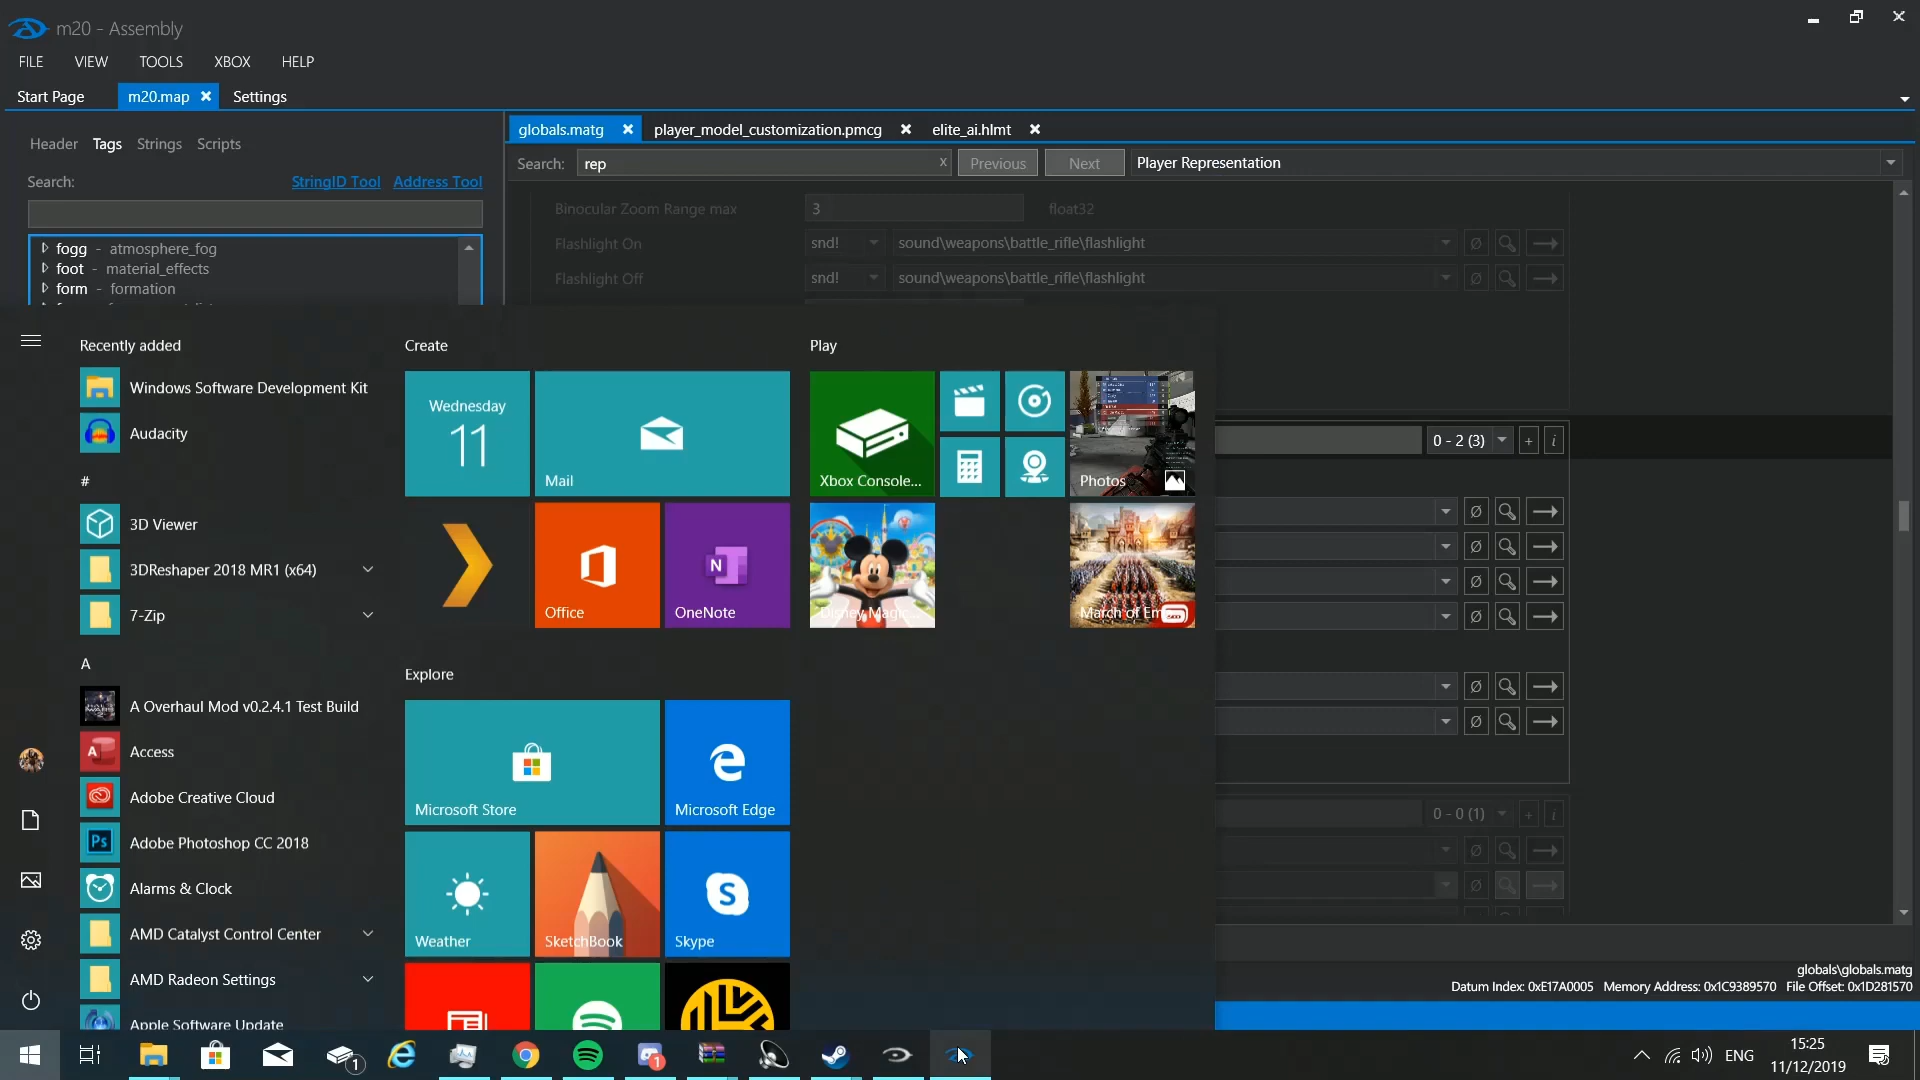 m20 - Assembly
FILE VIEW TOOLS XBOX HELP
Start Page m20.map Settings
Header Tags Strings Scripts
Search: StringID Tool Address Tool
fogg - atmosphere_fog
foot - material_effects
form - formation
globals.matg player_model_customization.pmcg elite_ai.hlmt
Search: rep x Previous Next Player Representation
Binocular Zoom Range max 3 float32
Flashlight On snd! sound\weapons\battle_rifle\flashlight
Flashlight Off snd! sound\weapons\battle_rifle\flashlight
0 - 2 (3) + i
0 - 0 (1) + i
Recently added
Windows Software Development Kit
Audacity
#
3D Viewer
3DReshaper 2018 MR1 (x64)
7-Zip
A
A Overhaul Mod v0.2.4.1 Test Build
Access
Adobe Creative Cloud
Adobe Photoshop CC 2018
Alarms & Clock
AMD Catalyst Control Center
AMD Radeon Settings
Apple Software Update
Create
Wednesday
11
Mail
Office
N
OneNote
Explore
Microsoft Store
Microsoft Edge
Weather
SketchBook
Skype
Play
Xbox Console...
Photos
Disney Magic...
March of Em
globals\globals.matg
Datum Index: 0xE17A0005 Memory Address: 0x1C9389570 File Offset: 0x1D281570
1
1
ENG
15:25
11/12/2019